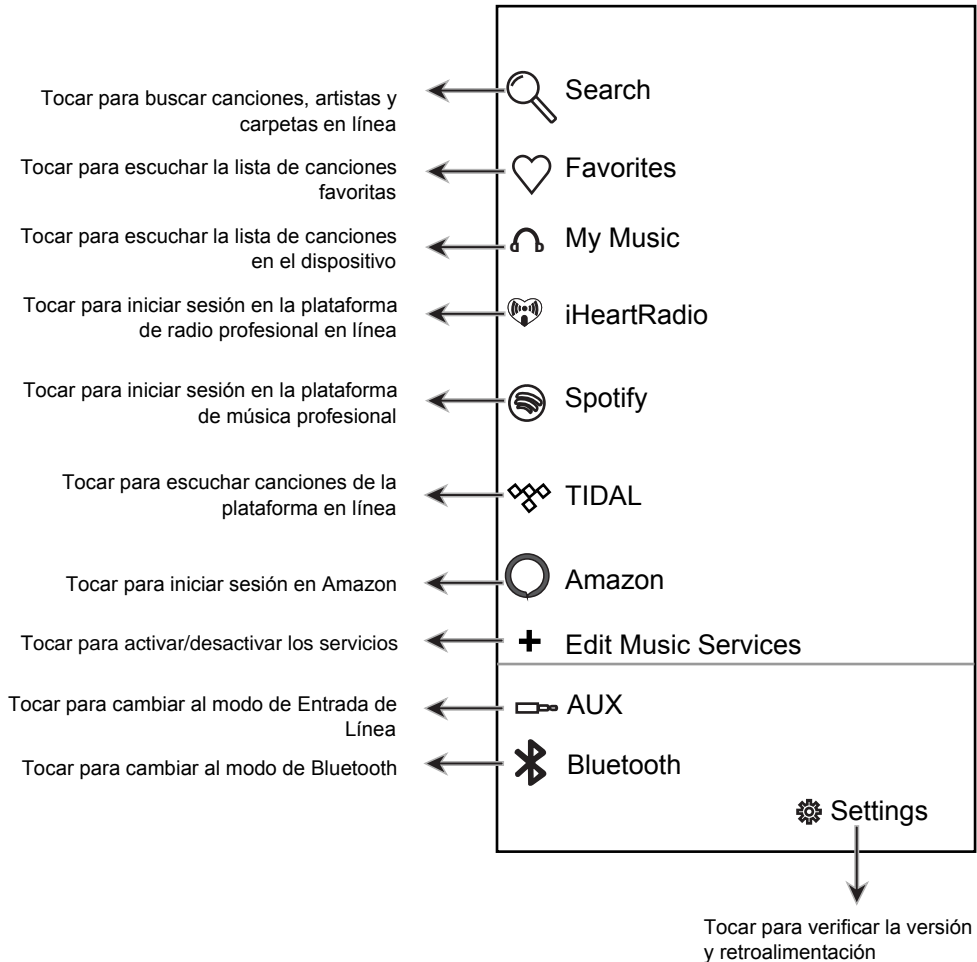 Tocar para buscar canciones, artistas y
carpetas en línea
Search
Tocar para escuchar la lista de canciones
favoritas
Favorites
Tocar para escuchar la lista de canciones
en el dispositivo
My Music
Tocar para iniciar sesión en la plataforma
de radio profesional en línea
iHeartRadio
Tocar para iniciar sesión en la plataforma
de música profesional
Spotify
Tocar para escuchar canciones de la
plataforma en línea
TIDAL
Tocar para iniciar sesión en Amazon
Amazon
Tocar para activar/desactivar los servicios
Edit Music Services
Tocar para cambiar al modo de Entrada de
Línea
AUX
Tocar para cambiar al modo de Bluetooth
Bluetooth
Settings
Tocar para verificar la versión
y retroalimentación